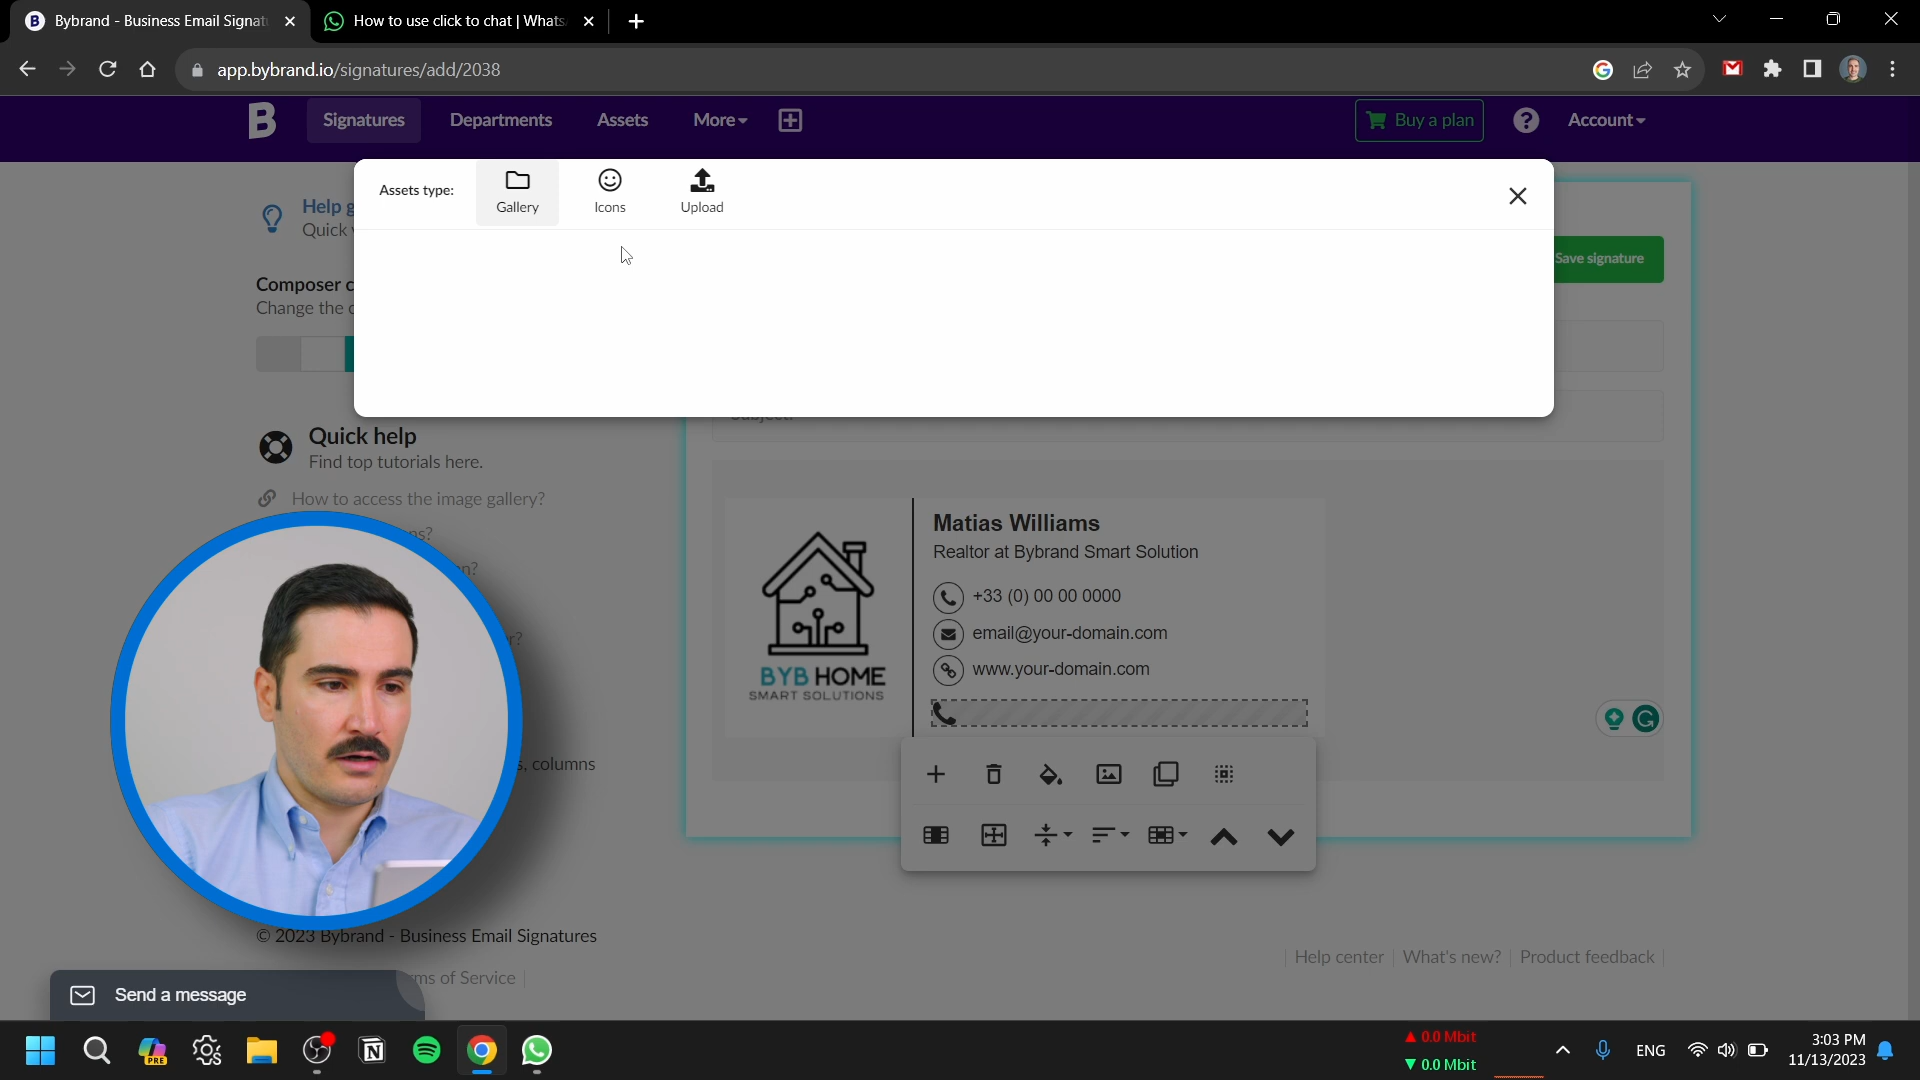 Bybrand - Business Email Signat
How to use click to chat | Whats
app.bybrand.io/signatures/add/2038
Signatures
Departments
Assets
More
Buy a plan
Account
Assets type:
Gallery
Icons
Upload
Help g
Quick
Save signature
Composer c
Change the c
Quick help
Find top tutorials here.
How to access the image gallery?
ns?
n?
r?
s, columns
Matias Williams
Realtor at Bybrand Smart Solution
+33 (0) 00 00 0000
email@your-domain.com
www.your-domain.com
BYB HOME
SMART SOLUTIONS
© 2023 Bybrand - Business Email Signatures
ms of Service
Help center
What's new?
Product feedback
Send a message
PRE
0.0 Mbit
0.0 Mbit
ENG
3:03 PM
11/13/2023